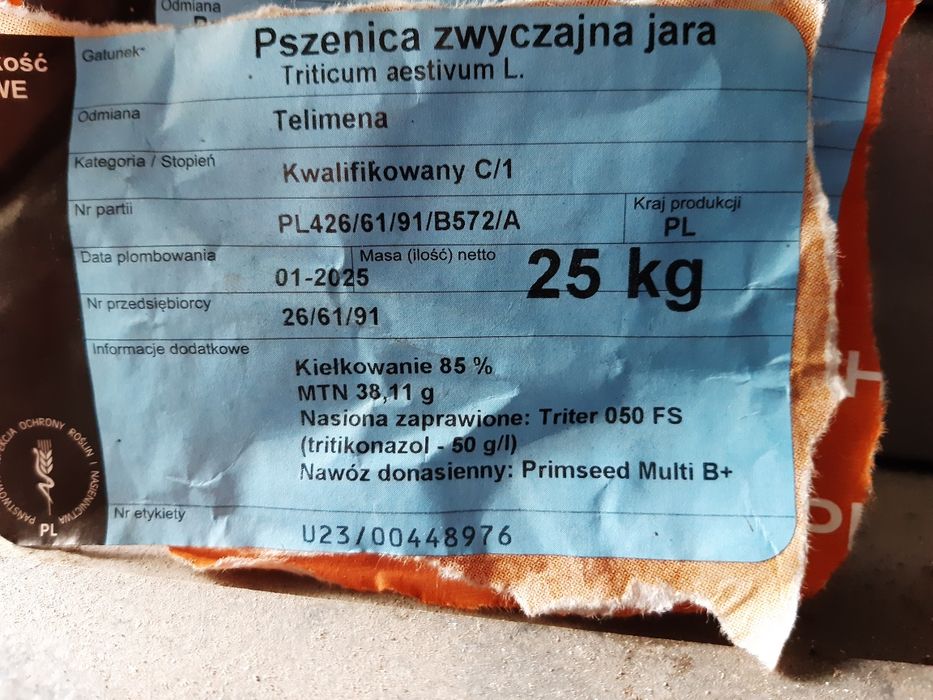 Odmiana
kość
WE
Gatunek
Pszenica zwyczajna jara
Triticum aestivum L.
Odmiana
Telimena
Kategoria / Stopień
Kwalifikowany C/1
Nr partii
PL426/61/91/B572/A
Kraj produkcji
PL
Data plombowania
01-2025
Masa (ilość) netto
25 kg
Nr przedsiębiorcy
26/61/91
Informacje dodatkowe
Kiełkowanie 85 %
MTN 38,11 g
Nasiona zaprawione: Triter 050 FS
(tritikonazol - 50 g/l)
Nawóz donasienny: Primseed Multi B+
Nr etykiety
U23/00448976
OCHRONY ROŚLIN I NASIENNICTWA
PL